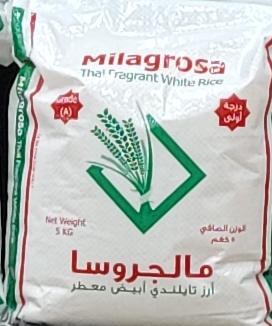 Milagrosa
Thai Fragrant White Rice
Grade
(A)
درجة
أولى
Net Weight
5 KG
الوزن الصافي
٥ كغم
مالجروسا
أرز تايلندي أبيض معطر